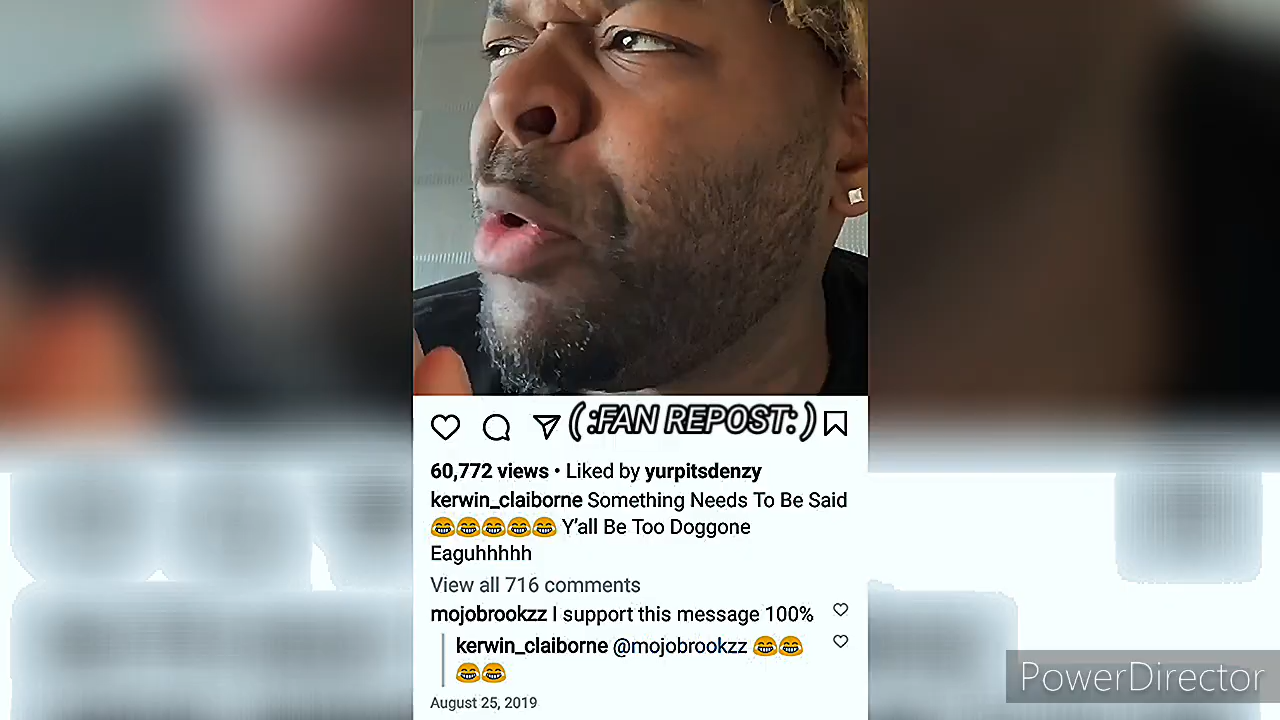 (:FAN REPOST:)
60,772 views • Liked by yurpitsdenzy
kerwin_claiborne Something Needs To Be Said
😂😂😂😂😂 Y'all Be Too Doggone
Eaguhhhhh
View all 716 comments
mojobrookzz I support this message 100%
kerwin_claiborne @mojobrookzz 😂😂
😂😂
August 25, 2019
PowerDirector